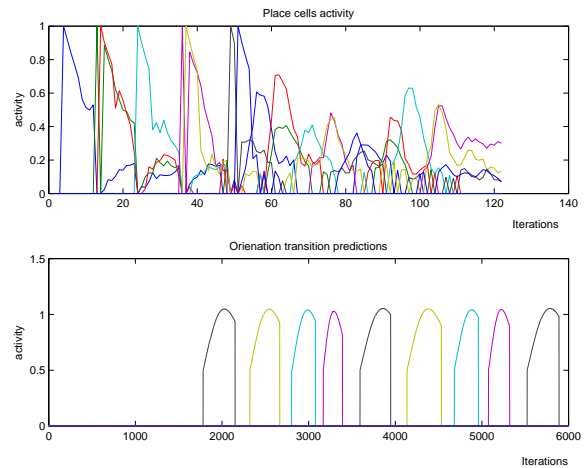 Place cells activity
1
0.8
0.6
0.4
0.2
0
activity
0 20 40 60 80 100 120 140
Iterations
Orienation transition predictions
1.5
1
0.5
0
activity
0 1000 2000 3000 4000 5000 6000
Iterations